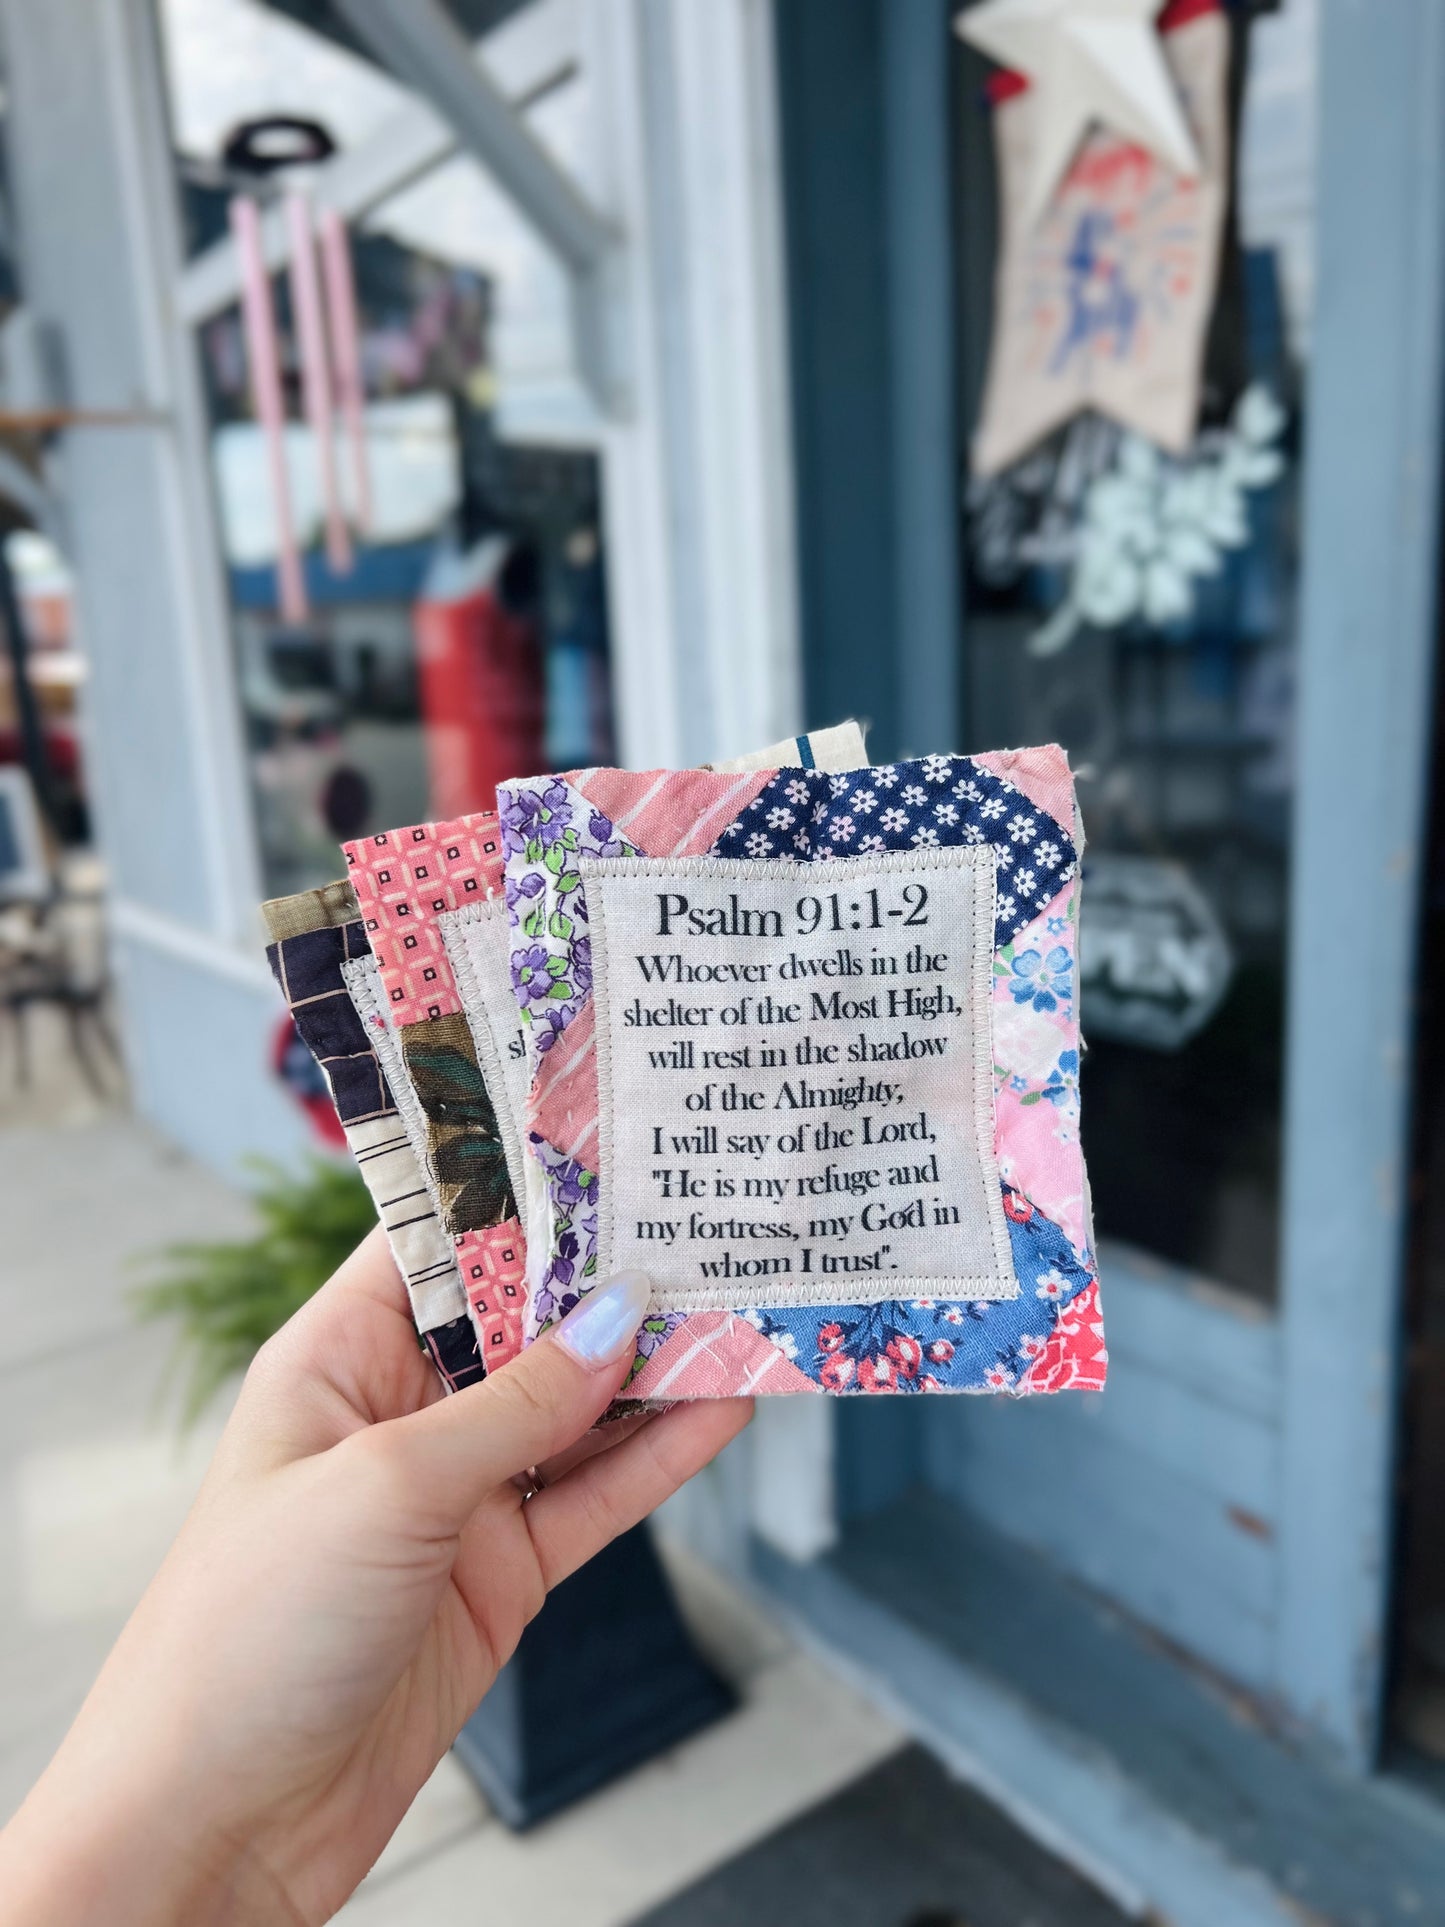 Psalm 91:1-2
Whoever dwells in the
shelter of the Most High,
will rest in the shadow
of the Almighty,
I will say of the Lord,
"He is my refuge and
my fortress, my God in
whom I trust".
sh
OPEN